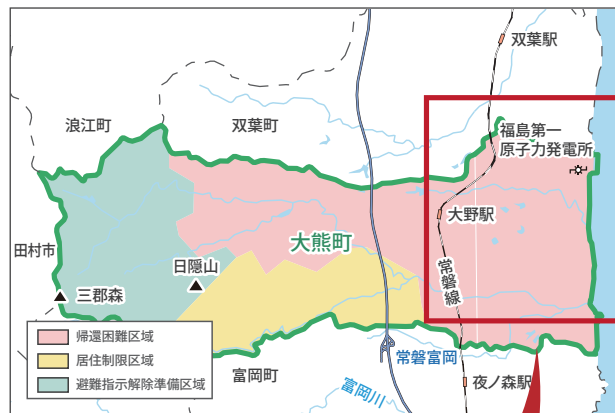 双葉駅
浪江町
双葉町
福島第一
原子力発電所
大野駅
大熊町
田村市
日隠山
三郡森
常磐線
帰還困難区域
居住制限区域
避難指示解除準備区域
常磐富岡
富岡町
富岡川
夜ノ森駅